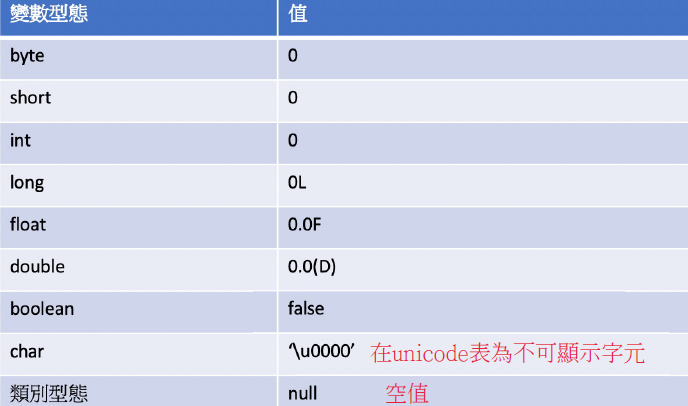 變數型態 值
byte 0
short 0
int 0
long 0L
float 0.0F
double 0.0(D)
boolean false
char ‘\u0000’ 在unicode表為不可顯示字元
類別型態 null 空值